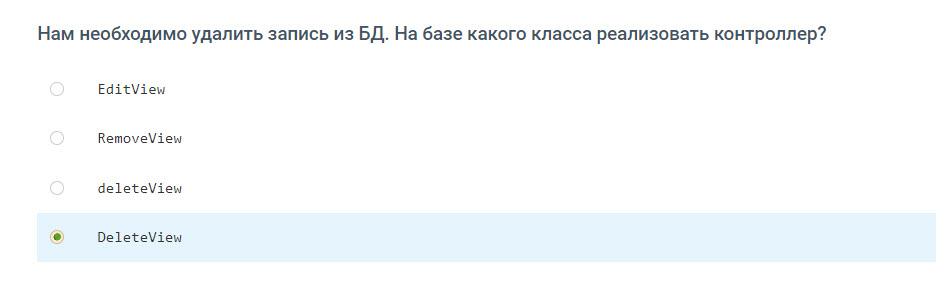 Нам необходимо удалить запись из БД. На базе какого класса реализовать контроллер?
EditView
RemoveView
deleteView
DeleteView